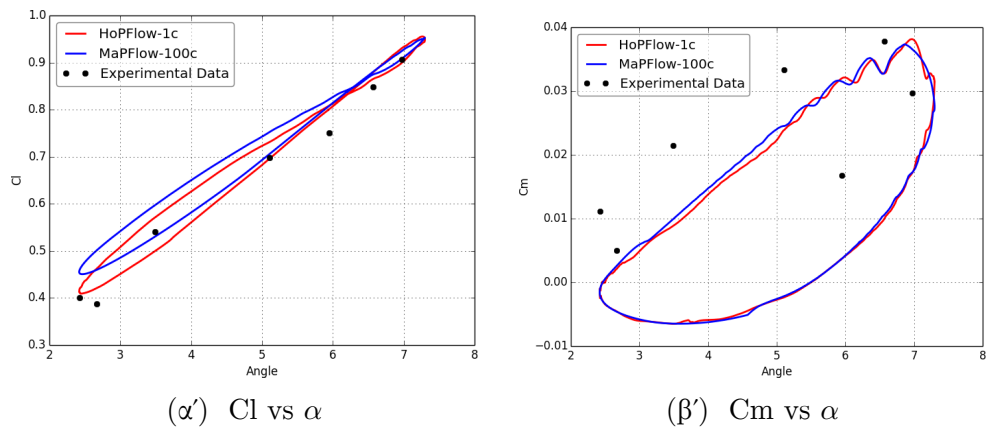 1.0
0.9
0.8
0.7
0.6
0.5
0.4
0.3
2 3 4 5 6 7 8
Cl
Angle
HoPFlow-1c
MaPFlow-100c
Experimental Data
(α′) Cl vs α
0.04
0.03
0.02
0.01
0.00
−0.01
2 3 4 5 6 7 8
Cm
Angle
HoPFlow-1c
MaPFlow-100c
Experimental Data
(β′) Cm vs α